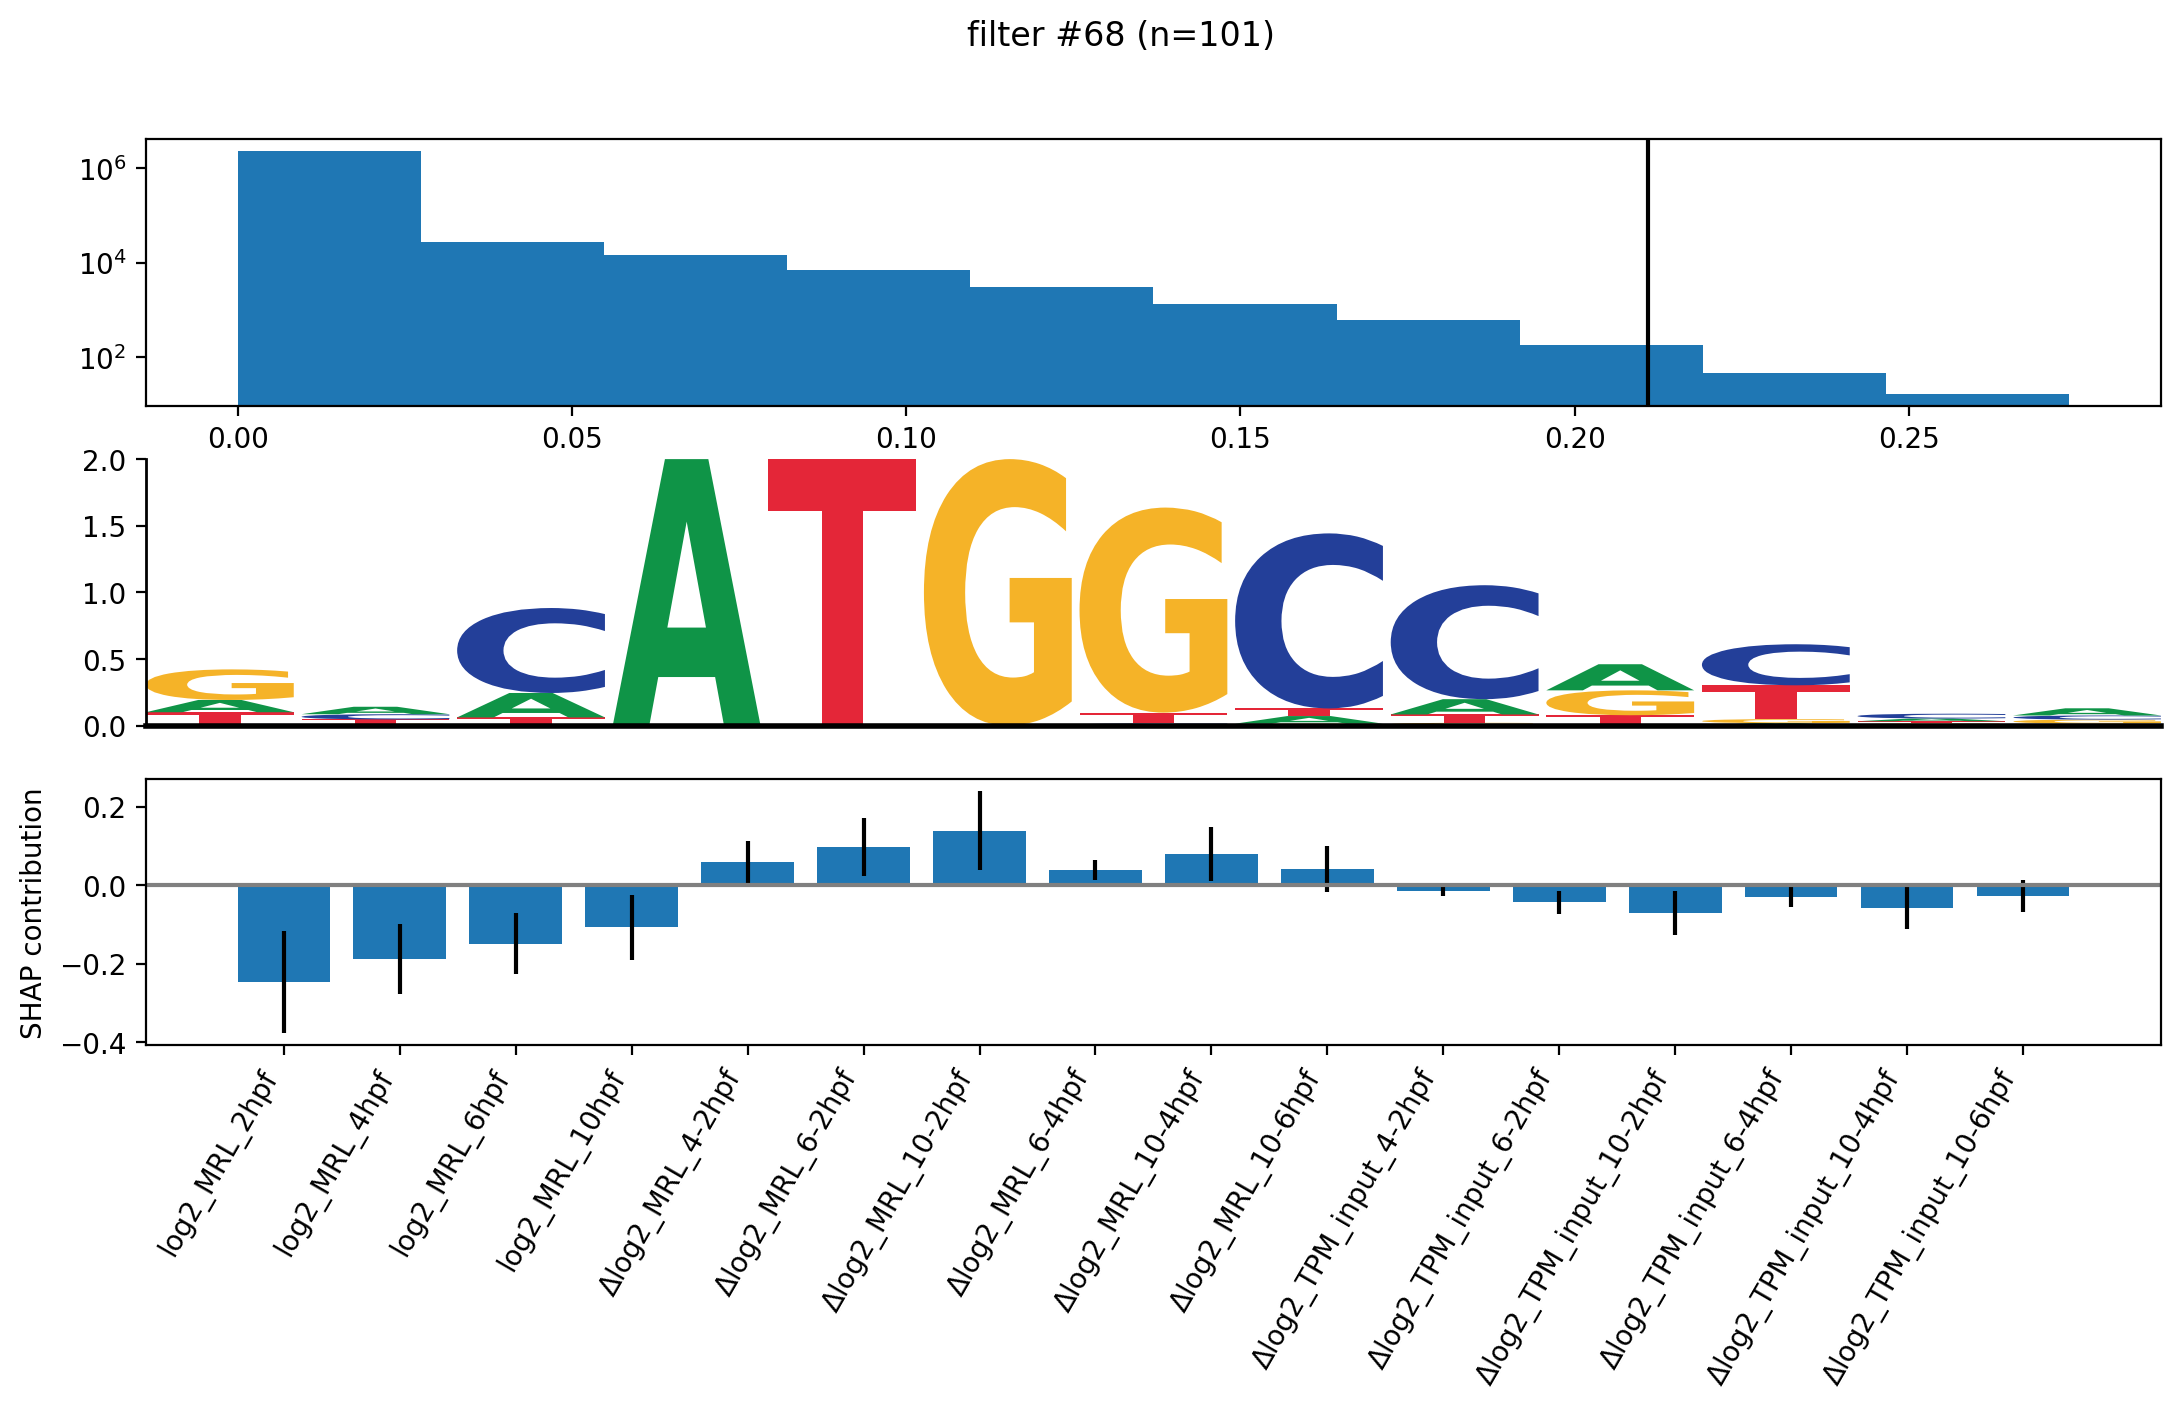 filter #68 (n=101)
10^6
10^4
10^2
0.00 0.05 0.10 0.15 0.20 0.25
2.0
1.5
1.0
0.5
0.0
G A T
A C T
C A T
A
T
G
G T
C T A
C A T
A G T
C T G
C A T
A C G
SHAP contribution
0.2
0.0
−0.2
−0.4
log2_MRL_2hpf
log2_MRL_4hpf
log2_MRL_6hpf
log2_MRL_10hpf
Δlog2_MRL_4-2hpf
Δlog2_MRL_6-2hpf
Δlog2_MRL_10-2hpf
Δlog2_MRL_6-4hpf
Δlog2_MRL_10-4hpf
Δlog2_MRL_10-6hpf
Δlog2_TPM_input_4-2hpf
Δlog2_TPM_input_6-2hpf
Δlog2_TPM_input_10-2hpf
Δlog2_TPM_input_6-4hpf
Δlog2_TPM_input_10-4hpf
Δlog2_TPM_input_10-6hpf